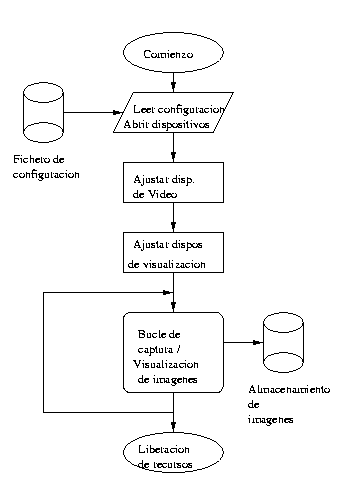 Comienzo
Leer configuracion
Abrir dispositivos
Fichero de
configuracion
Ajustar disp.
de Video
Ajustar dispos
de visualizacion
Bucle de
captura /
Visualizacion
de imagenes
Almacenamiento
de
imagenes
Liberacion
de recursos